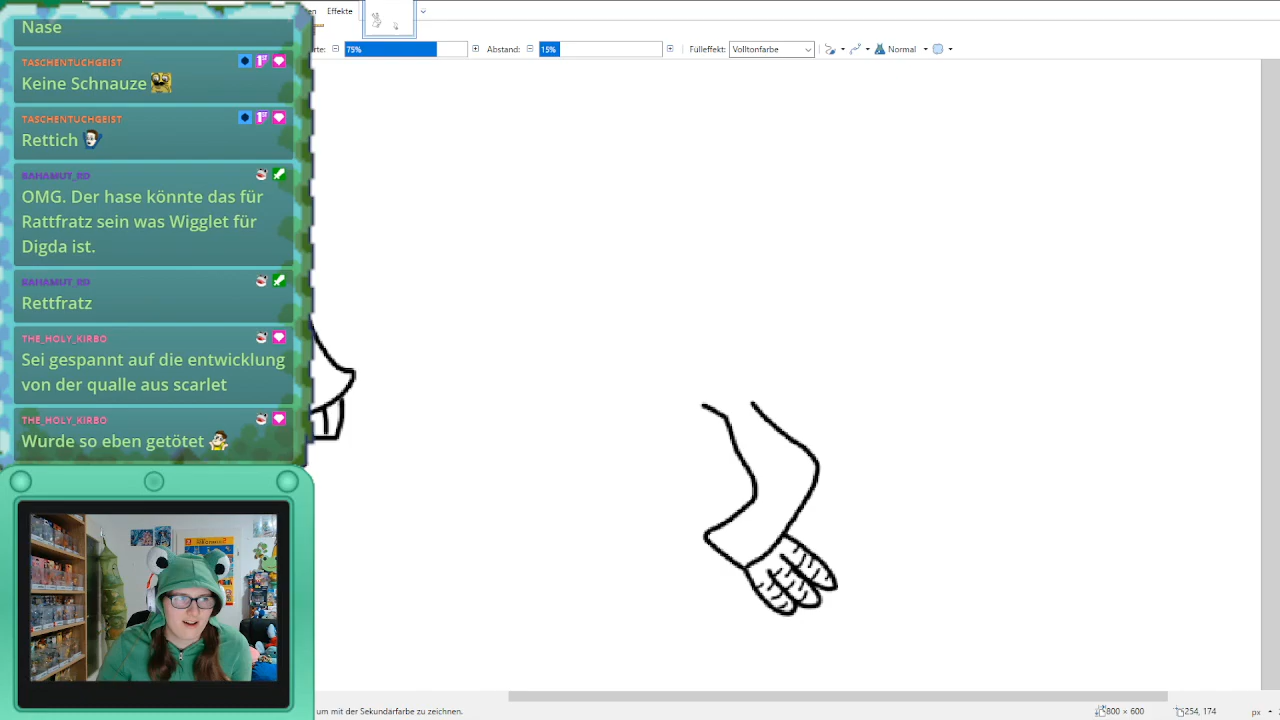 Nase
TASCHENTUCHGEIST
Keine Schnauze
TASCHENTUCHGEIST
Rettich
BAHAMUT_RD
OMG. Der hase könnte das für
Rattfratz sein was Wigglet für
Digda ist.
BAHAMUT_RD
Rettfratz
THE_HOLY_KIRBO
Sei gespannt auf die entwicklung
von der qualle aus scarlet
THE_HOLY_KIRBO
Wurde so eben getötet
Effekte
75%
Abstand:
15%
Fülleffekt:
Volltonfarbe
Normal
um mit der Sekundärfarbe zu zeichnen.
800 × 600
254, 174
px